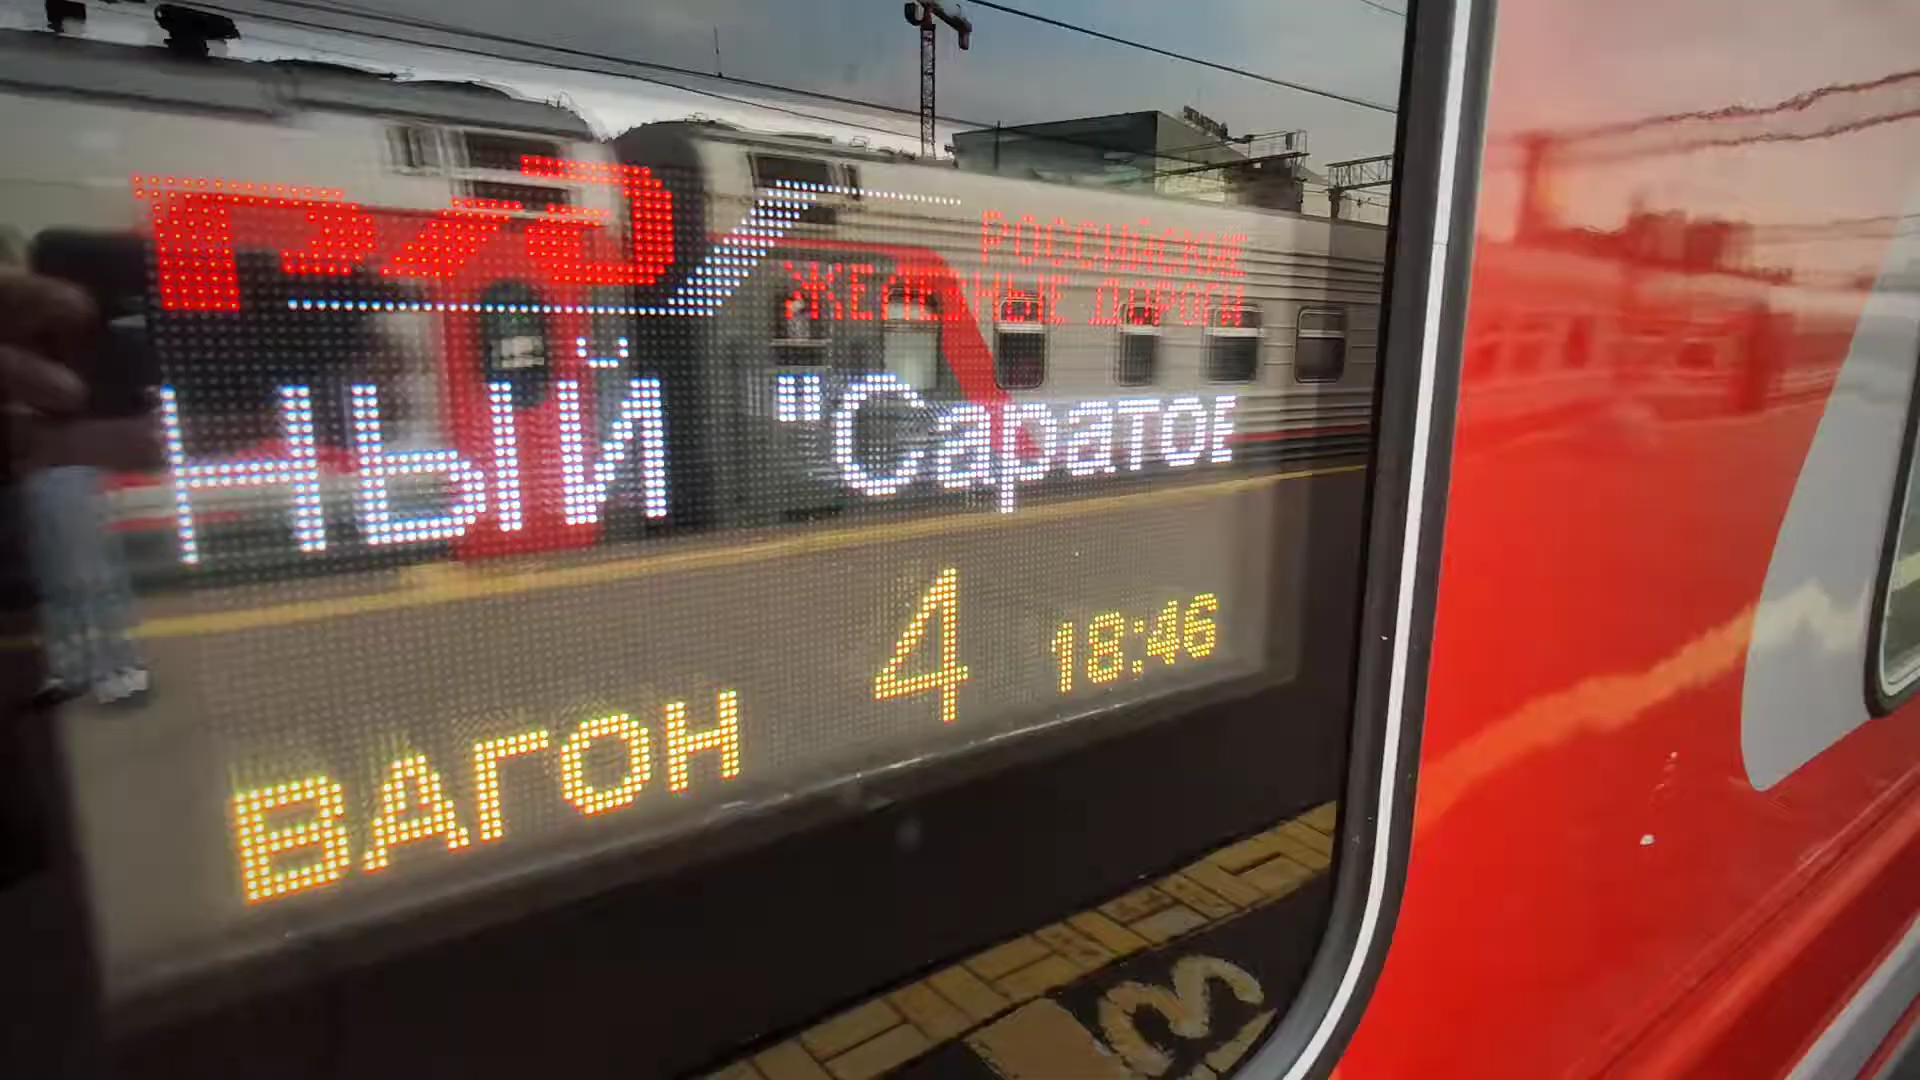 РЖД
РОССИЙСКИЕ
ЖЕЛЕЗНЫЕ ДОРОГИ
НЫЙ "Саратов
ВАГОН 4 18:46